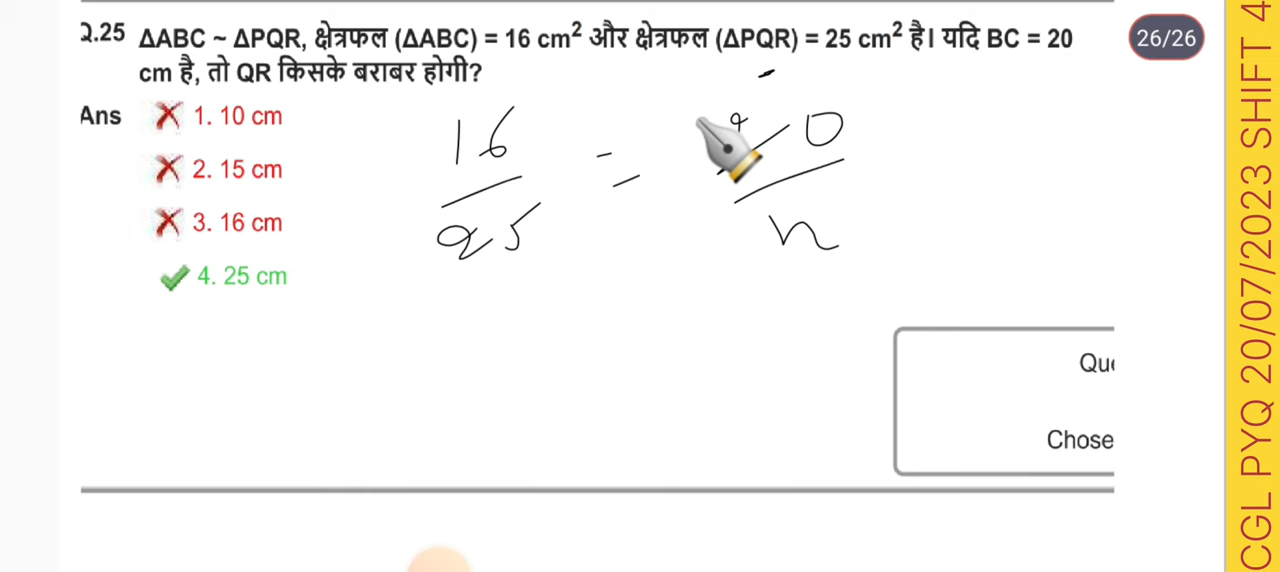 Q.25 ΔABC ~ ΔPQR, क्षेत्रफल (ΔABC) = 16 cm² और क्षेत्रफल (ΔPQR) = 25 cm² है। यदि BC = 20
cm है, तो QR किसके बराबर होगी?
26/26
Ans 1. 10 cm
2. 15 cm
3. 16 cm
4. 25 cm
16
=
25
Que
Chose
CGL PYQ 20/07/2023 SHIFT 4